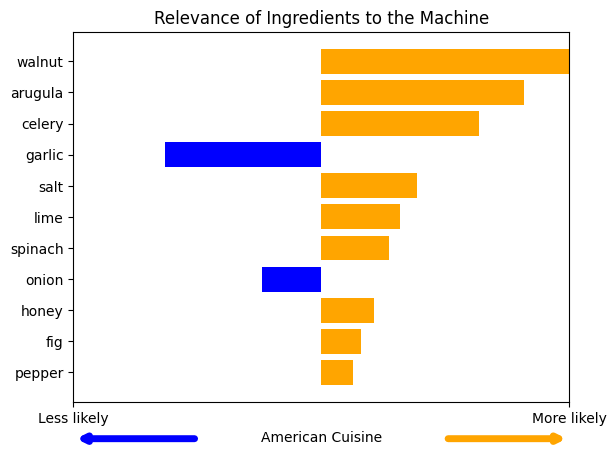 Relevance of Ingredients to the Machine
walnut
arugula
celery
garlic
salt
lime
spinach
onion
honey
fig
pepper
Less likely
More likely
American Cuisine